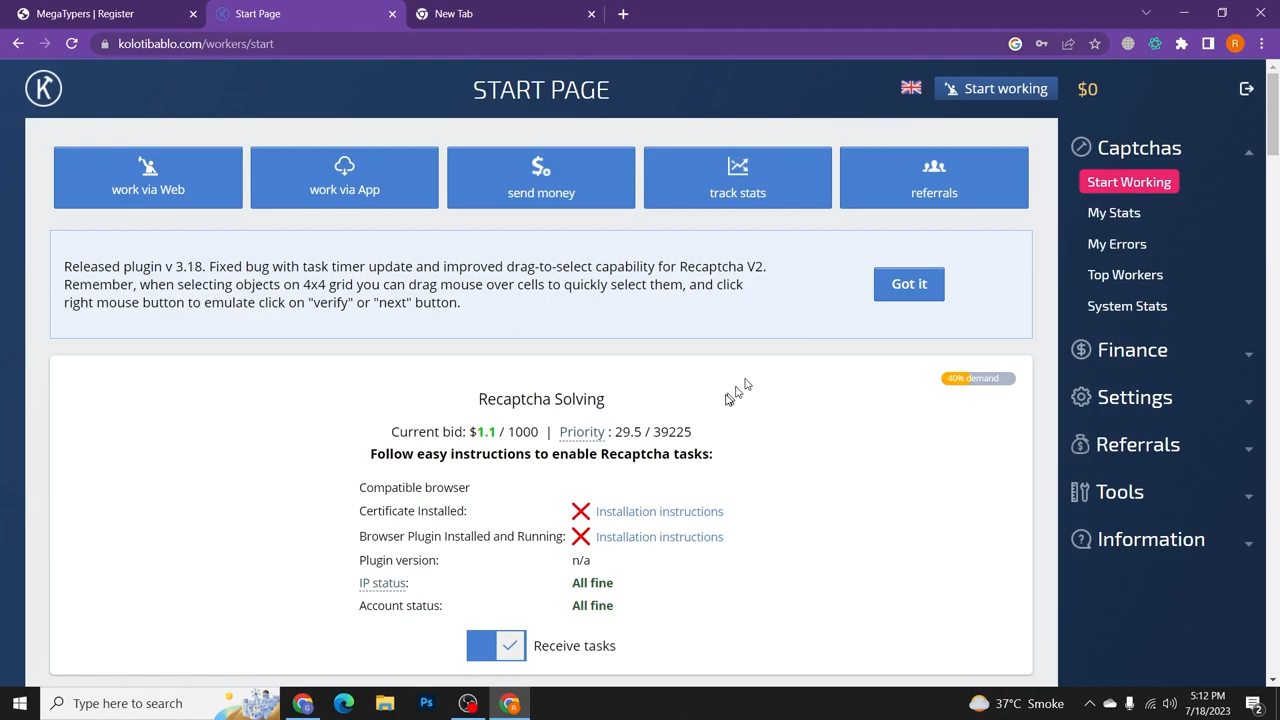 MegaTypers | Register
Start Page
New Tab
kolotibablo.com/workers/start
R
K
START PAGE
Start working
$0
work via Web
work via App
send money
track stats
referrals
Released plugin v 3.18. Fixed bug with task timer update and improved drag-to-select capability for Recaptcha V2.
Remember, when selecting objects on 4x4 grid you can drag mouse over cells to quickly select them, and click
right mouse button to emulate click on "verify" or "next" button.
Got it
40% demand
Recaptcha Solving
Current bid: $1.1 / 1000 | Priority : 29.5 / 39225
Follow easy instructions to enable Recaptcha tasks:
Compatible browser
Certificate Installed: Installation instructions
Browser Plugin Installed and Running: Installation instructions
Plugin version: n/a
IP status: All fine
Account status: All fine
Receive tasks
Captchas
Start Working
My Stats
My Errors
Top Workers
System Stats
Finance
Settings
Referrals
Tools
Information
Type here to search
Ps
37°C Smoke
5:12 PM
7/18/2023
2